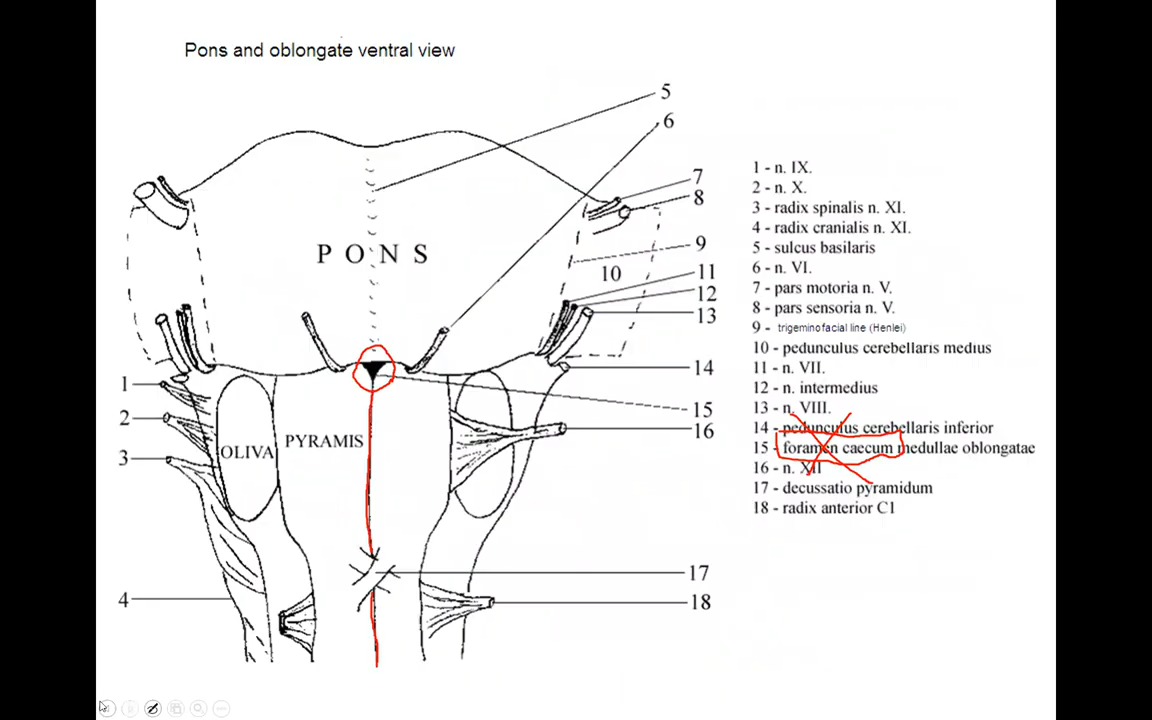 Pons and oblongate ventral view
5
6
7
8
PONS
9
10
11
12
13
14
1
15
2
16
OLIVA
PYRAMIS
3
17
4
18
1 - n. IX.
2 - n. X.
3 - radix spinalis n. XI.
4 - radix cranialis n. XI.
5 - sulcus basilaris
6 - n. VI.
7 - pars motoria n. V.
8 - pars sensoria n. V.
9 - trigeminofacial line (Henlei)
10 - pedunculus cerebellaris medius
11 - n. VII.
12 - n. intermedius
13 - n. VIII.
14 - pedunculus cerebellaris inferior
15 - foramen caecum medullae oblongatae
16 - n. XII
17 - decussatio pyramidum
18 - radix anterior C1